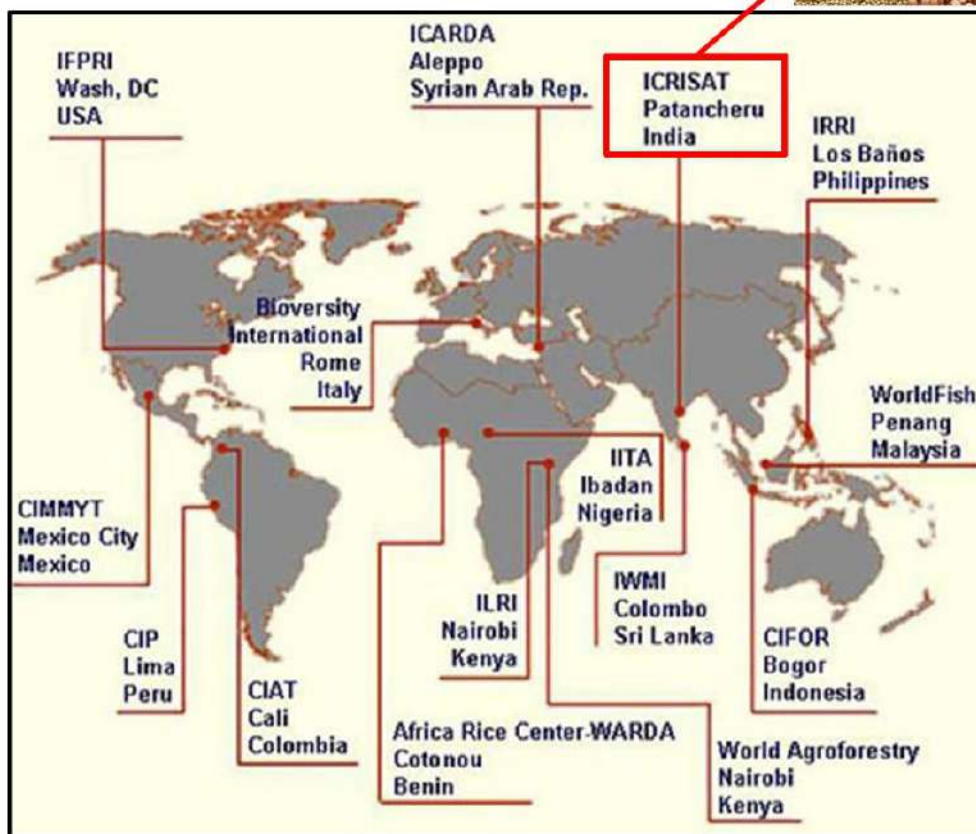 IFPRI
Wash, DC
USA
ICARDA
Aleppo
Syrian Arab Rep.
ICRISAT
Patancheru
India
IRRI
Los Baños
Philippines
Bioversity
International
Rome
Italy
WorldFish
Penang
Malaysia
CIMMYT
Mexico City
Mexico
IITA
Ibadan
Nigeria
CIP
Lima
Peru
CIAT
Cali
Colombia
ILRI
Nairobi
Kenya
IWMI
Colombo
Sri Lanka
CIFOR
Bogor
Indonesia
Africa Rice Center-WARDA
Cotonou
Benin
World Agroforestry
Nairobi
Kenya